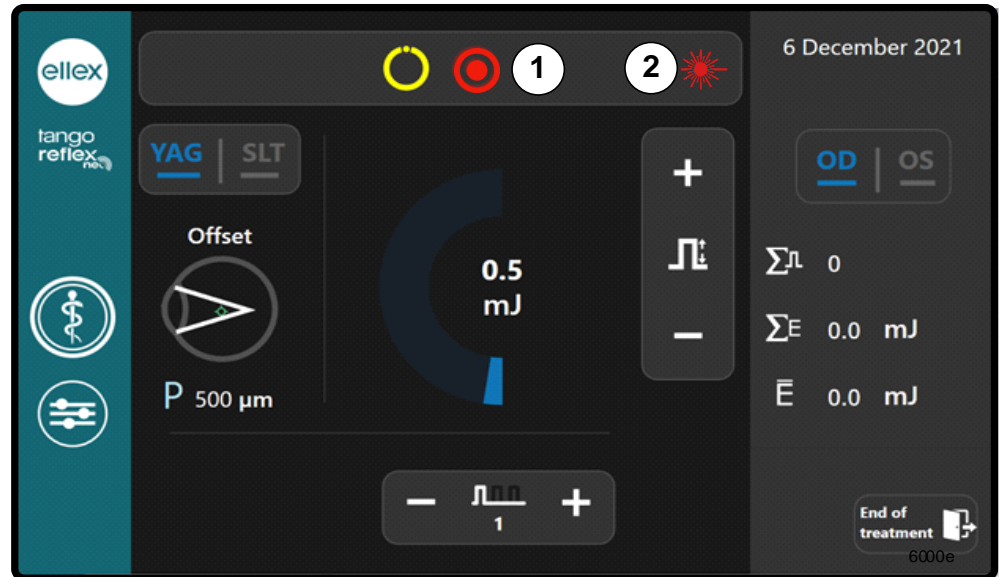 ellex
tango
reflex
neo
1
2
6 December 2021
YAG | SLT
OD | OS
Offset
0.5
mJ
P 500 µm
+
−
Σ 0
ΣE 0.0 mJ
Ē 0.0 mJ
− 1 +
End of
treatment
6000e